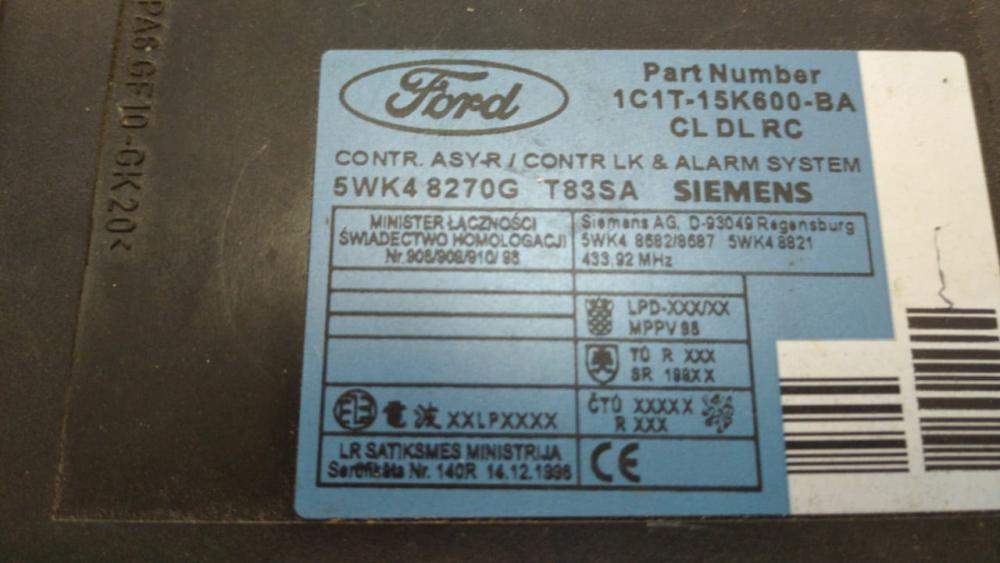 PA6 GF10-GK20<
Ford
Part Number
1C1T-15K600-BA
CL DL RC
CONTR. ASY-R / CONTR LK & ALARM SYSTEM
5WK4 8270G T83SA SIEMENS
MINISTER ŁĄCZNOŚCI
ŚWIADECTWO HOMOLOGACJI
Nr.908/909/910/98
Siemens AG, D-93049 Regensburg
5WK4 8682/8687 5WK4 8821
433,92 MHz
LPD-XXX/XX
MPPV 98
TÚ R XXX
SR 199XX
XXLPXXXX
ČTÚ XXXXX
R XXX
LR SATIKSMES MINISTRIJA
Sertifikāts Nr. 140R 14.12.1998
CE